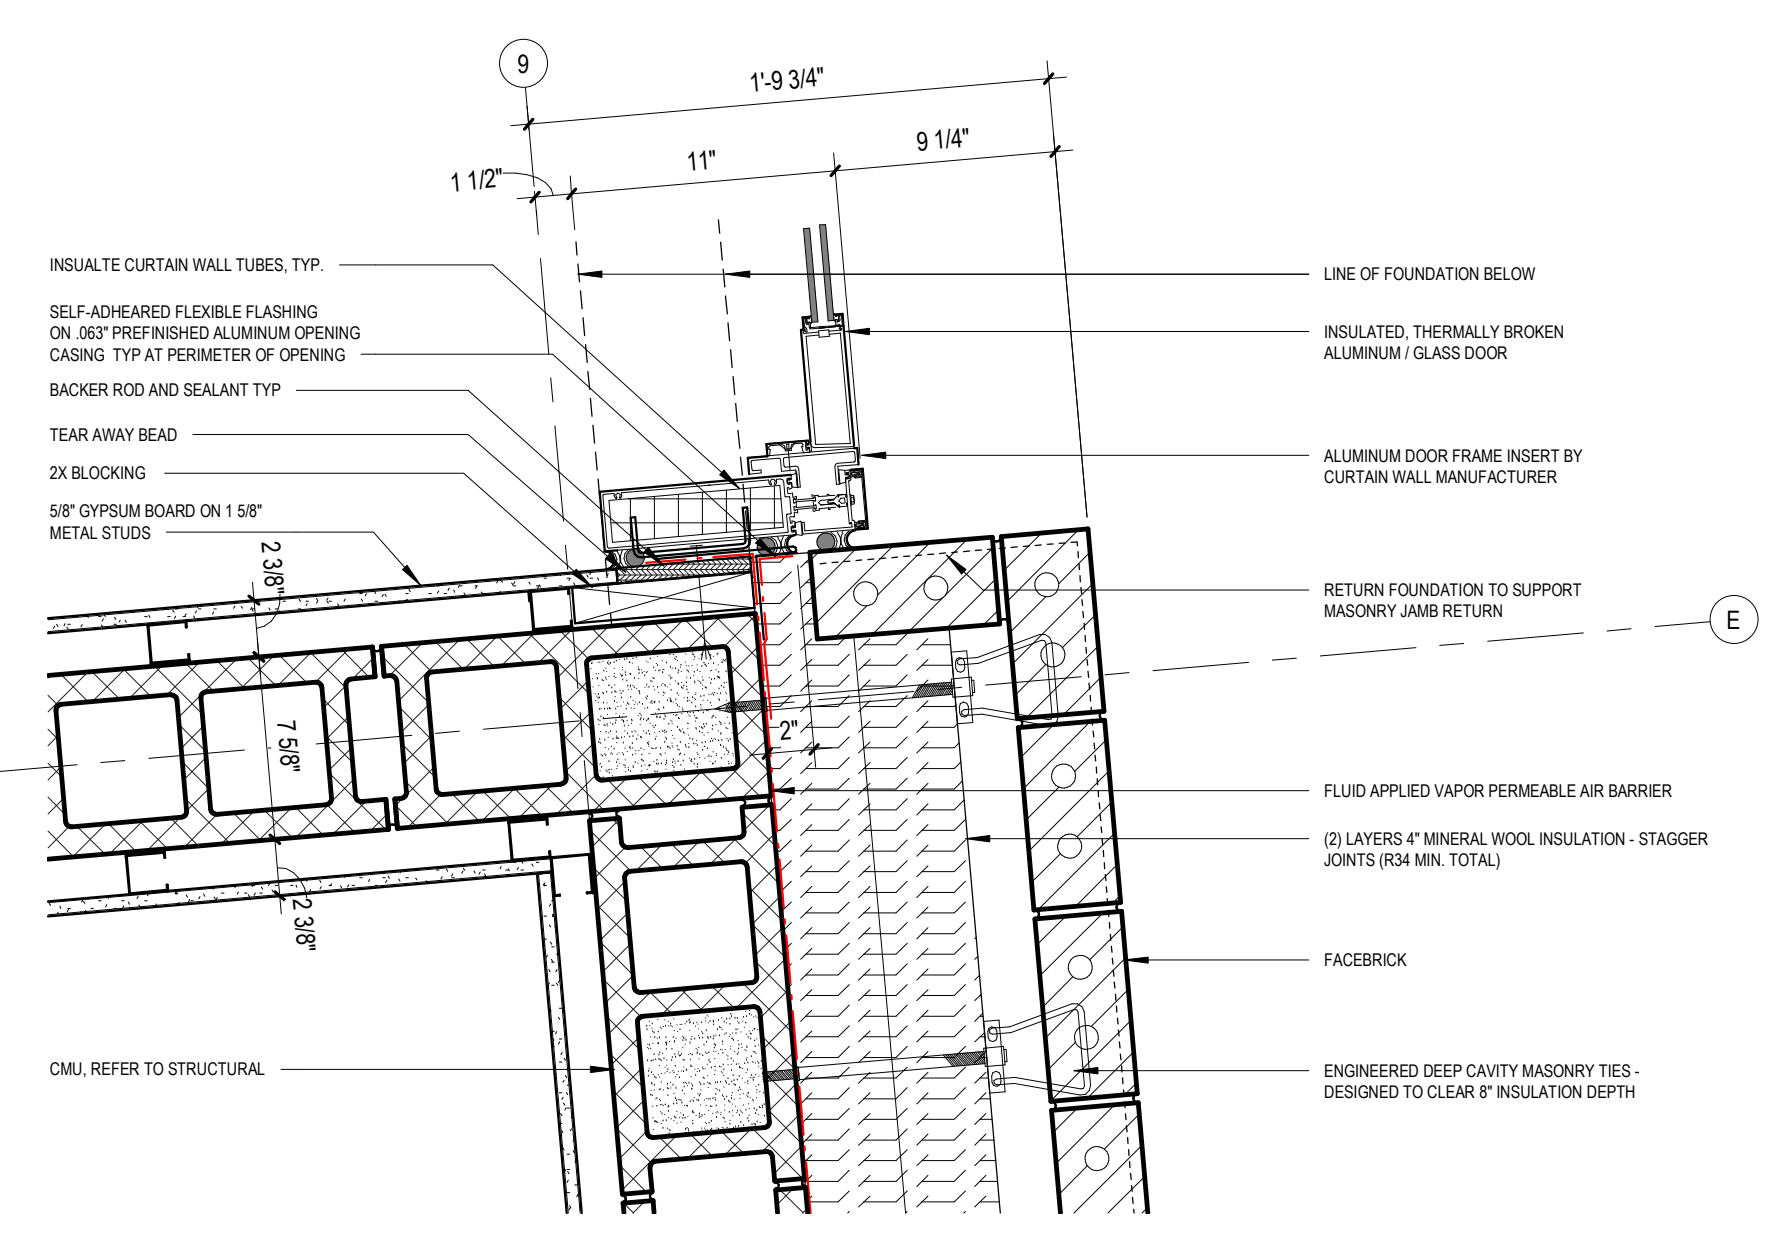 9
1'-9 3/4"
9 1/4"
11"
1 1/2"
INSUALTE CURTAIN WALL TUBES, TYP.
SELF-ADHEARED FLEXIBLE FLASHING
ON .063" PREFINISHED ALUMINUM OPENING
CASING TYP AT PERIMETER OF OPENING
BACKER ROD AND SEALANT TYP
TEAR AWAY BEAD
2X BLOCKING
5/8" GYPSUM BOARD ON 1 5/8"
METAL STUDS
2 3/8"
7 5/8"
2 3/8"
2"
CMU, REFER TO STRUCTURAL
LINE OF FOUNDATION BELOW
INSULATED, THERMALLY BROKEN
ALUMINUM / GLASS DOOR
ALUMINUM DOOR FRAME INSERT BY
CURTAIN WALL MANUFACTURER
RETURN FOUNDATION TO SUPPORT
MASONRY JAMB RETURN
E
FLUID APPLIED VAPOR PERMEABLE AIR BARRIER
(2) LAYERS 4" MINERAL WOOL INSULATION - STAGGER
JOINTS (R34 MIN. TOTAL)
FACEBRICK
ENGINEERED DEEP CAVITY MASONRY TIES -
DESIGNED TO CLEAR 8" INSULATION DEPTH